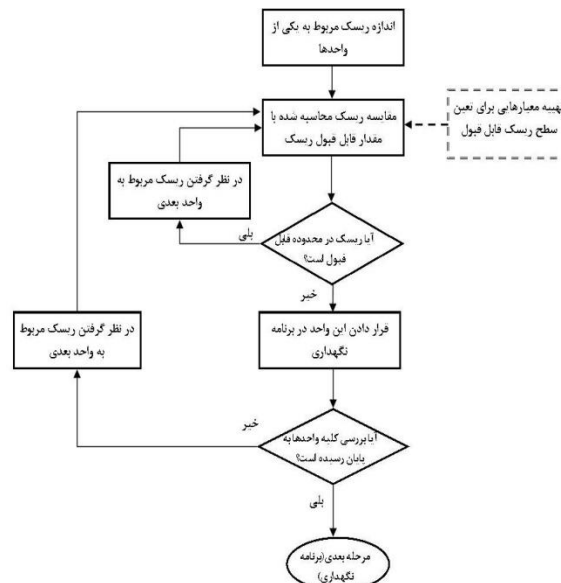 اندازه ریسک مربوط به یکی از
واحدها
مقایسه ریسک محاسبه شده با
مقدار قابل قبول ریسک
تهیه معیارهایی برای تعین
سطح ریسک قابل قبول
در نظر گرفتن ریسک مربوط به
واحد بعدی
آیا ریسک در محدوده قابل
قبول است؟
بلی
خیر
قرار دادن این واحد در برنامه
نگهداری
در نظر گرفتن ریسک مربوط
به واحد بعدی
آیا بررسی کلیه واحدها به
پایان رسیده است؟
خیر
بلی
مرحله بعدی(برنامه
نگهداری)